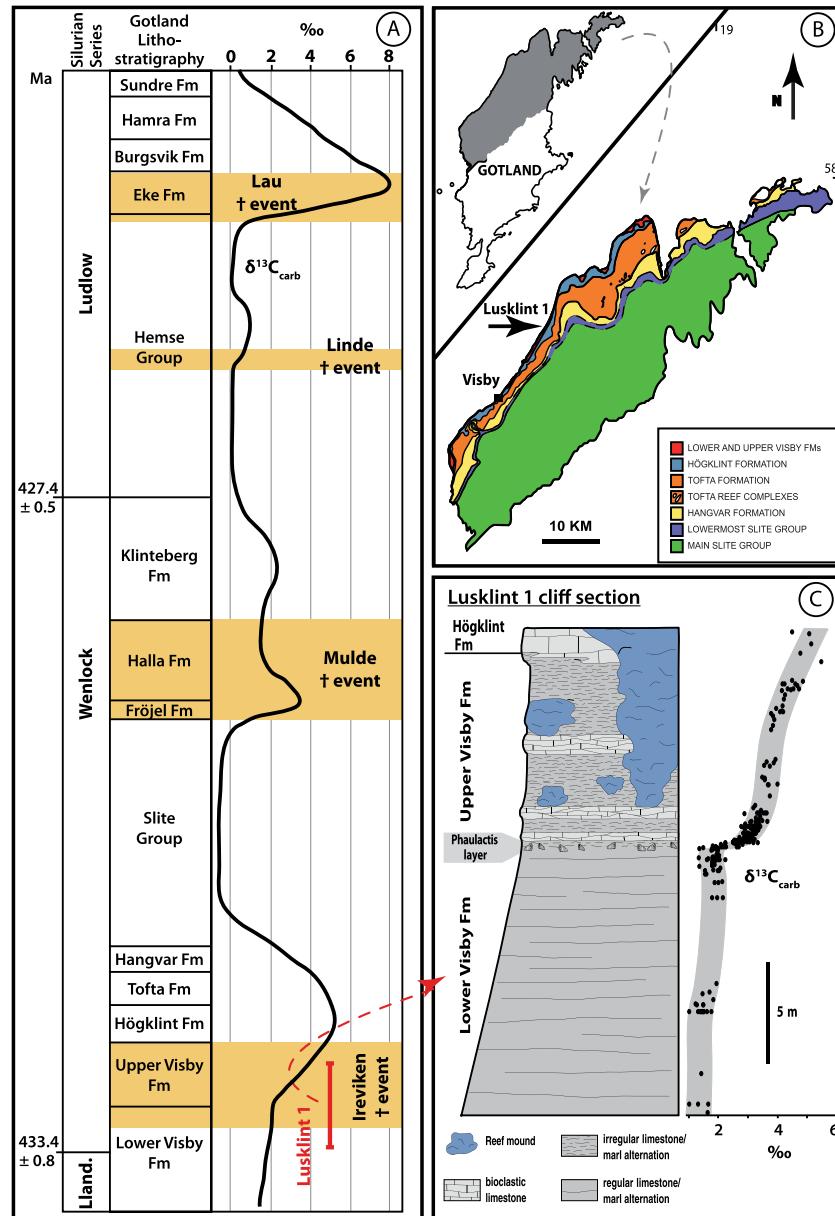 A
Silurian
Series
Gotland
Litho-
stratigraphy
‰
0 2 4 6 8
Ma
Sundre Fm
Hamra Fm
Burgsvik Fm
Eke Fm
Lau
† event
δ13Ccarb
Ludlow
Hemse
Group
Linde
† event
427.4
± 0.5
Klinteberg
Fm
Wenlock
Halla Fm
Mulde
† event
Fröjel Fm
Slite
Group
Hangvar Fm
Tofta Fm
Högklint Fm
Upper Visby
Fm
Ireviken
† event
Lusklint 1
433.4
± 0.8
Lower Visby
Fm
Lland.
B
19
N
GOTLAND
58
Lusklint 1
Visby
10 KM
LOWER AND UPPER VISBY FMs
HÖGKLINT FORMATION
TOFTA FORMATION
TOFTA REEF COMPLEXES
HANGVAR FORMATION
LOWERMOST SLITE GROUP
MAIN SLITE GROUP
C
Lusklint 1 cliff section
Högklint
Fm
Upper Visby Fm
Phaulactis
layer
δ13Ccarb
Lower Visby Fm
5 m
2 4 6
‰
Reef mound
irregular limestone/
marl alternation
bioclastic
limestone
regular limestone/
marl alternation